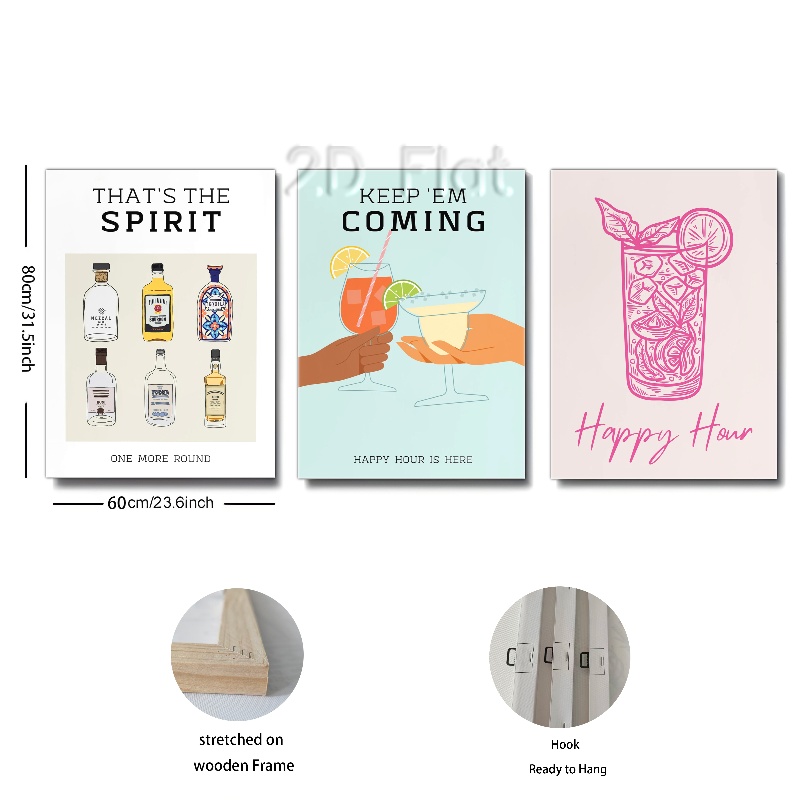 2D Flat
THAT'S THE
SPIRIT
MEZCAL
ONE MORE ROUND
KEEP 'EM
COMING
HAPPY HOUR IS HERE
Happy Hour
80cm/31.5inch
60cm/23.6inch
stretched on
wooden Frame
Hook
Ready to Hang